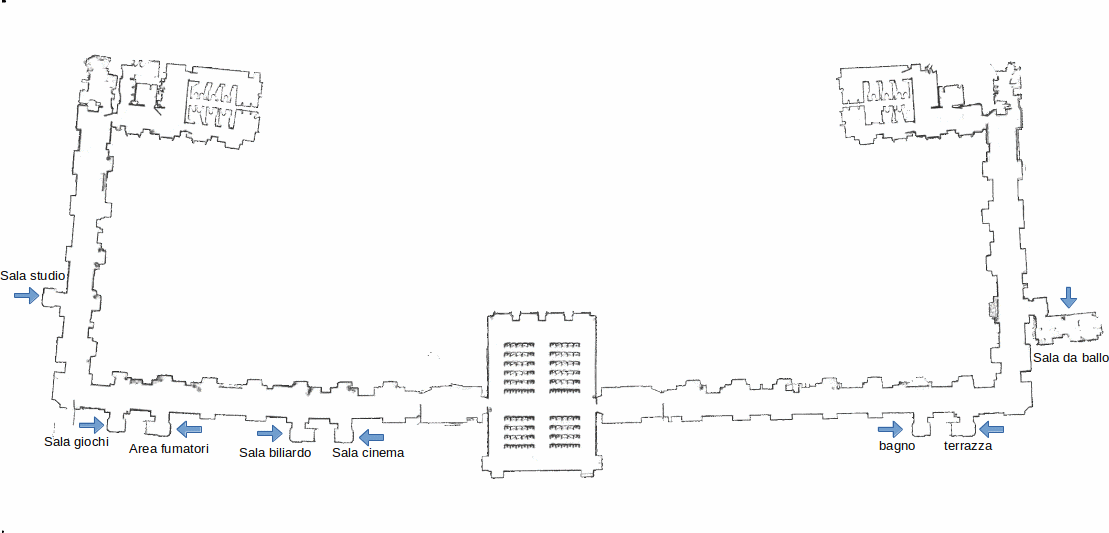 Sala studio
Sala da ballo
Sala giochi
Area fumatori
Sala biliardo
Sala cinema
bagno
terrazza